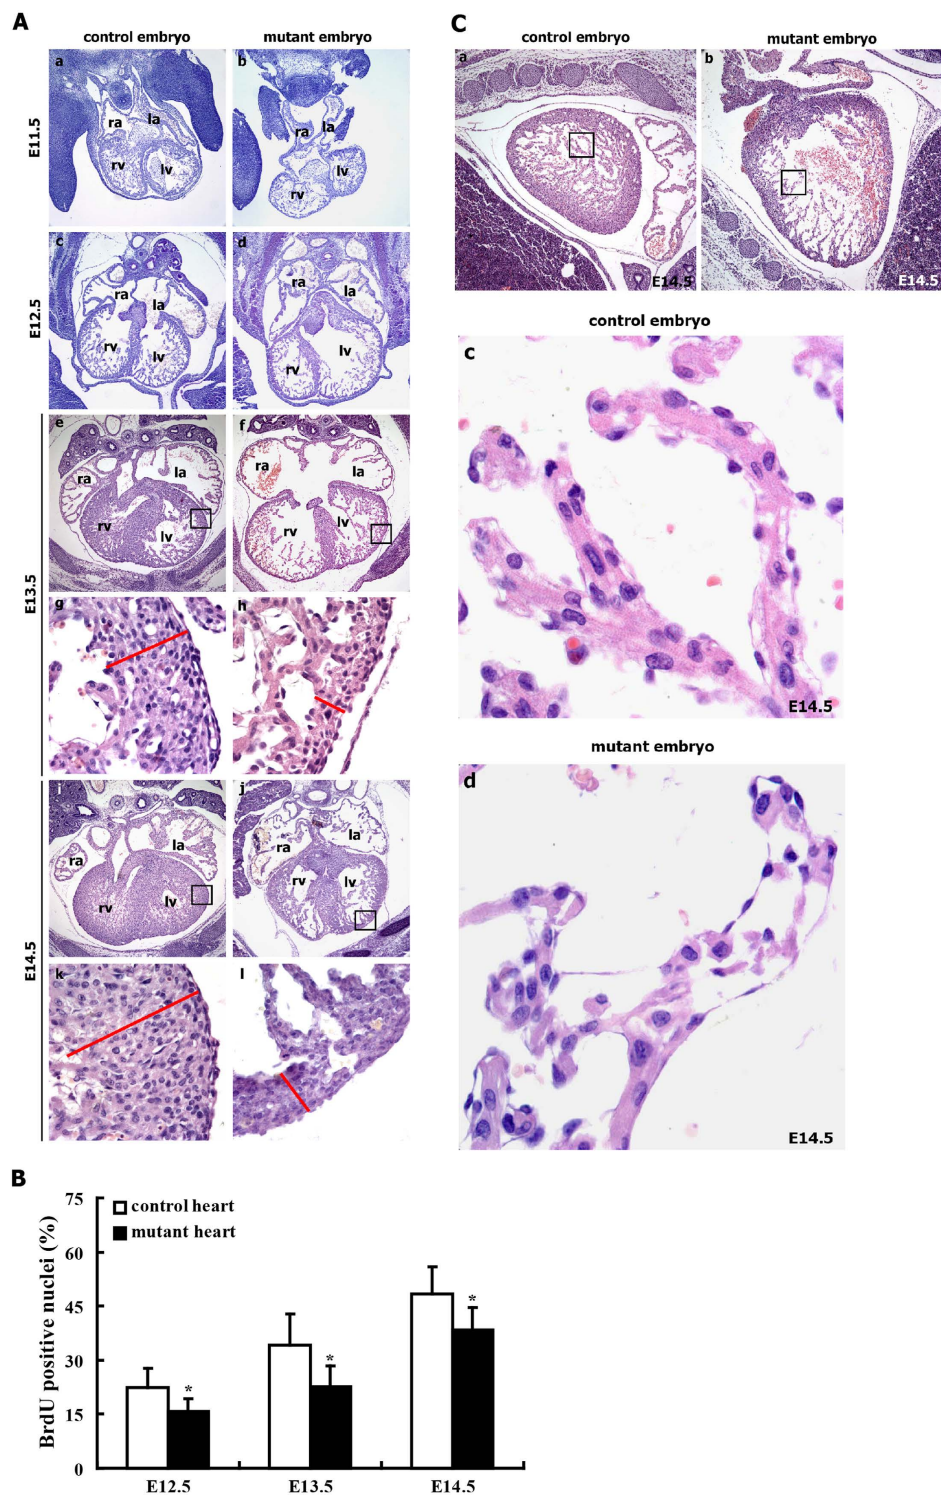 A
control embryo
mutant embryo
E11.5
a
ra
la
rv
lv
b
ra
la
rv
lv
E12.5
c
ra
la
rv
lv
d
ra
la
rv
lv
E13.5
e
ra
la
rv
lv
f
ra
la
rv
lv
g
h
E14.5
i
ra
la
rv
lv
j
ra
la
rv
lv
k
l
B
BrdU positive nuclei (%)
75
60
45
30
15
0
control heart
mutant heart
*
*
*
E12.5
E13.5
E14.5
C
control embryo
mutant embryo
a
E14.5
b
E14.5
control embryo
c
E14.5
mutant embryo
d
E14.5